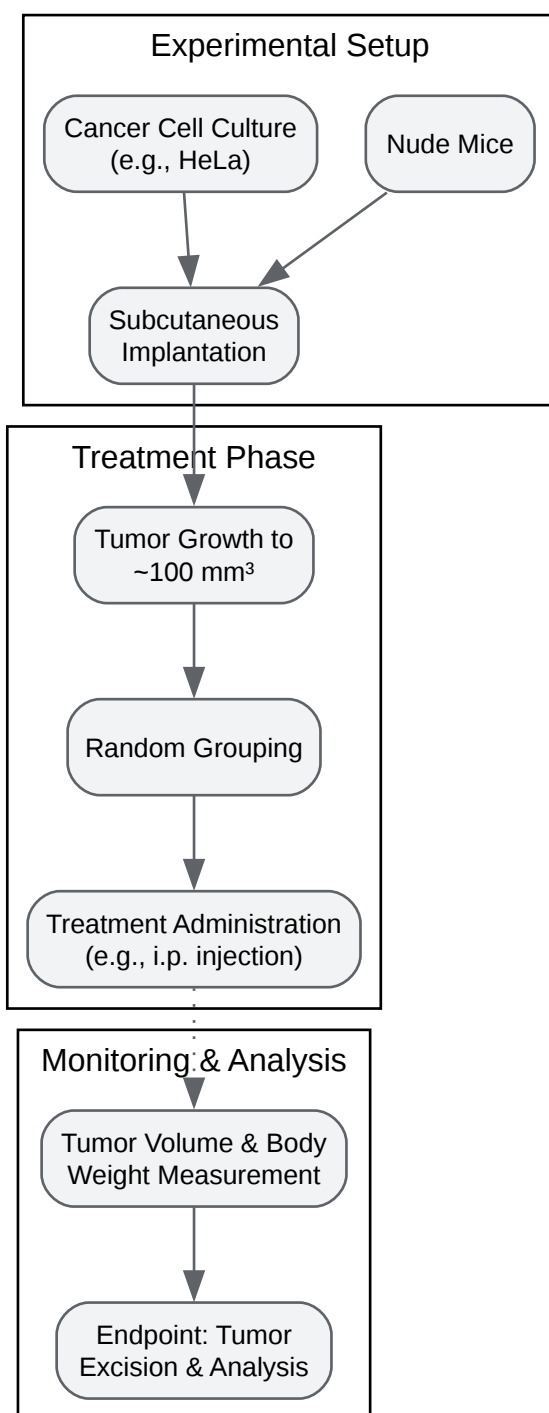 Experimental Setup
Cancer Cell Culture
(e.g., HeLa)
Nude Mice
Subcutaneous
Implantation
Treatment Phase
Tumor Growth to
~100 mm³
Random Grouping
Treatment Administration
(e.g., i.p. injection)
Monitoring & Analysis
Tumor Volume & Body
Weight Measurement
Endpoint: Tumor
Excision & Analysis